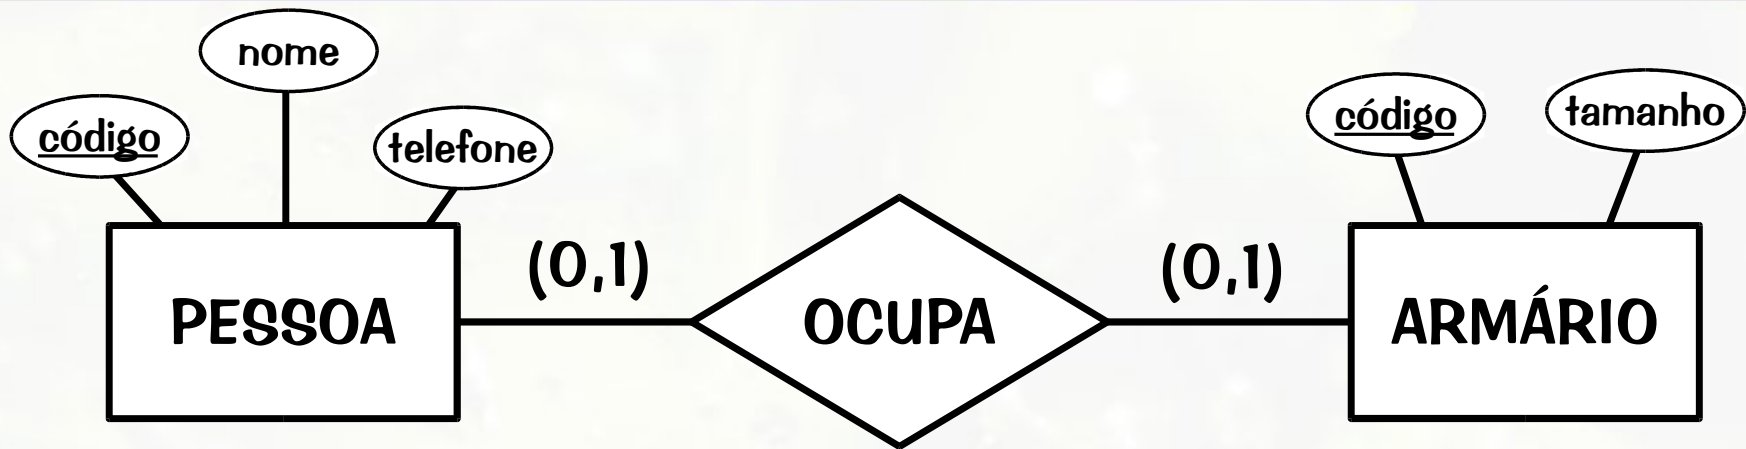 nome
código
telefone
código
tamanho
(0,1)
(0,1)
PESSOA
OCUPA
ARMÁRIO